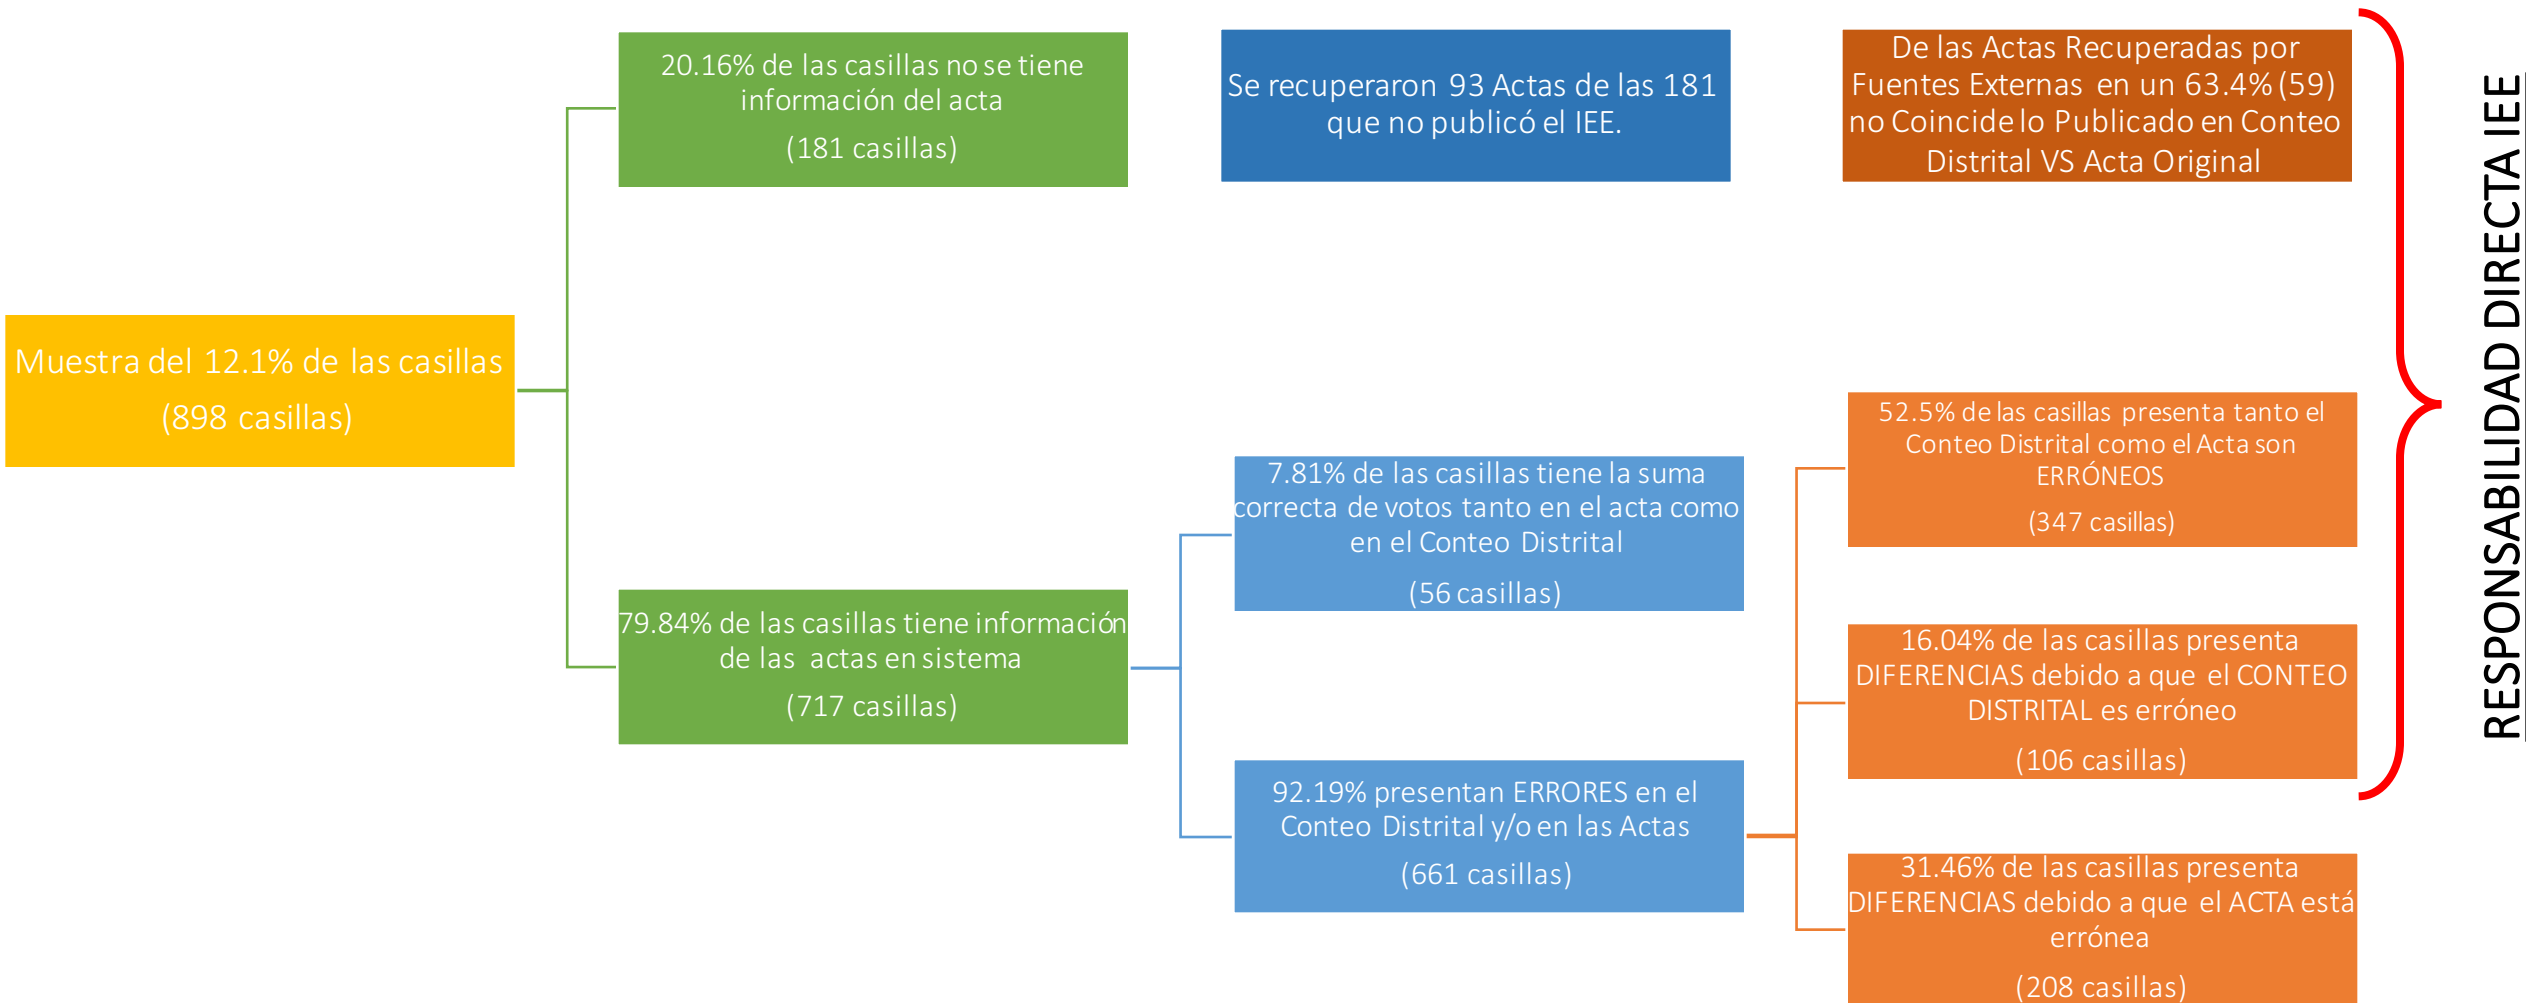 Muestra del 12.1% de las casillas
(898 casillas)
20.16% de las casillas no se tiene
información del acta
(181 casillas)
79.84% de las casillas tiene información
de las actas en sistema
(717 casillas)
Se recuperaron 93 Actas de las 181
que no publicó el IEE.
7.81% de las casillas tiene la suma
correcta de votos tanto en el acta como
en el Conteo Distrital
(56 casillas)
92.19% presentan ERRORES en el
Conteo Distrital y/o en las Actas
(661 casillas)
De las Actas Recuperadas por
Fuentes Externas en un 63.4% (59)
no Coincide lo Publicado en Conteo
Distrital VS Acta Original
52.5% de las casillas presenta tanto el
Conteo Distrital como el Acta son
ERRÓNEOS
(347 casillas)
16.04% de las casillas presenta
DIFERENCIAS debido a que el CONTEO
DISTRITAL es erróneo
(106 casillas)
31.46% de las casillas presenta
DIFERENCIAS debido a que el ACTA está
errónea
(208 casillas)
RESPONSABILIDAD DIRECTA IEE